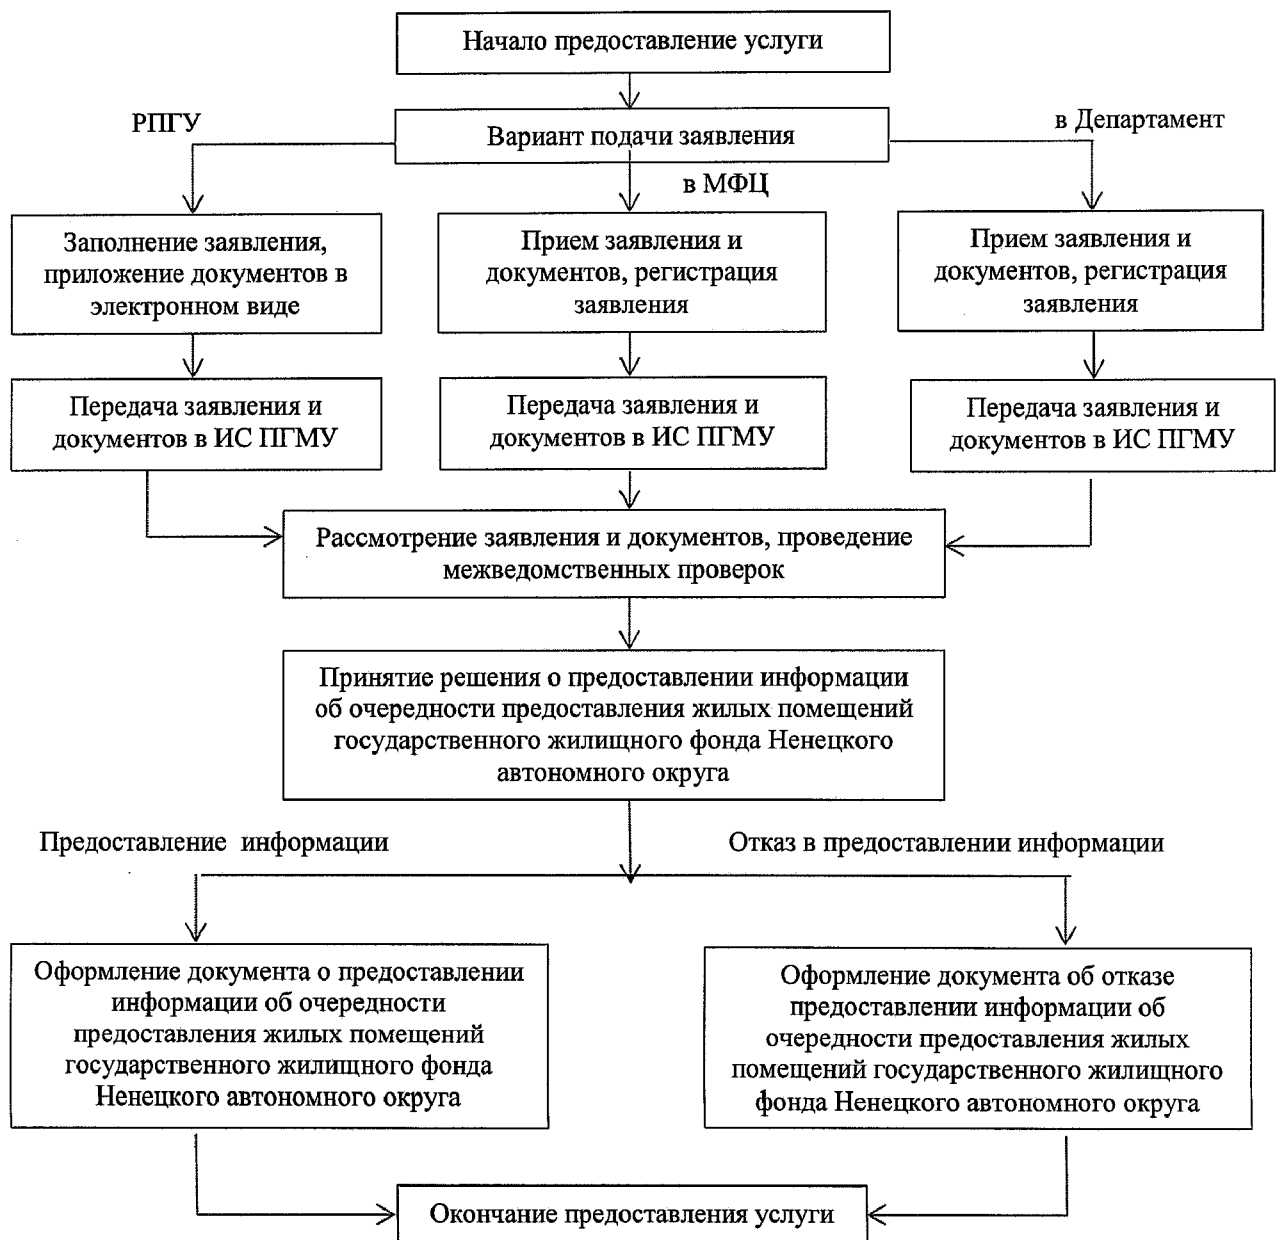 Начало предоставление услуги
РПГУ
Вариант подачи заявления
в Департамент
в МФЦ
Заполнение заявления,
приложение документов в
электронном виде
Прием заявления и
документов, регистрация
заявления
Прием заявления и
документов, регистрация
заявления
Передача заявления и
документов в ИС ПГМУ
Передача заявления и
документов в ИС ПГМУ
Передача заявления и
документов в ИС ПГМУ
Рассмотрение заявления и документов, проведение
межведомственных проверок
Принятие решения о предоставлении информации
об очередности предоставления жилых помещений
государственного жилищного фонда Ненецкого
автономного округа
Предоставление информации
Отказ в предоставлении информации
Оформление документа о предоставлении
информации об очередности
предоставления жилых помещений
государственного жилищного фонда
Ненецкого автономного округа
Оформление документа об отказе
предоставлении информации об
очередности предоставления жилых
помещений государственного жилищного
фонда Ненецкого автономного округа
Окончание предоставления услуги